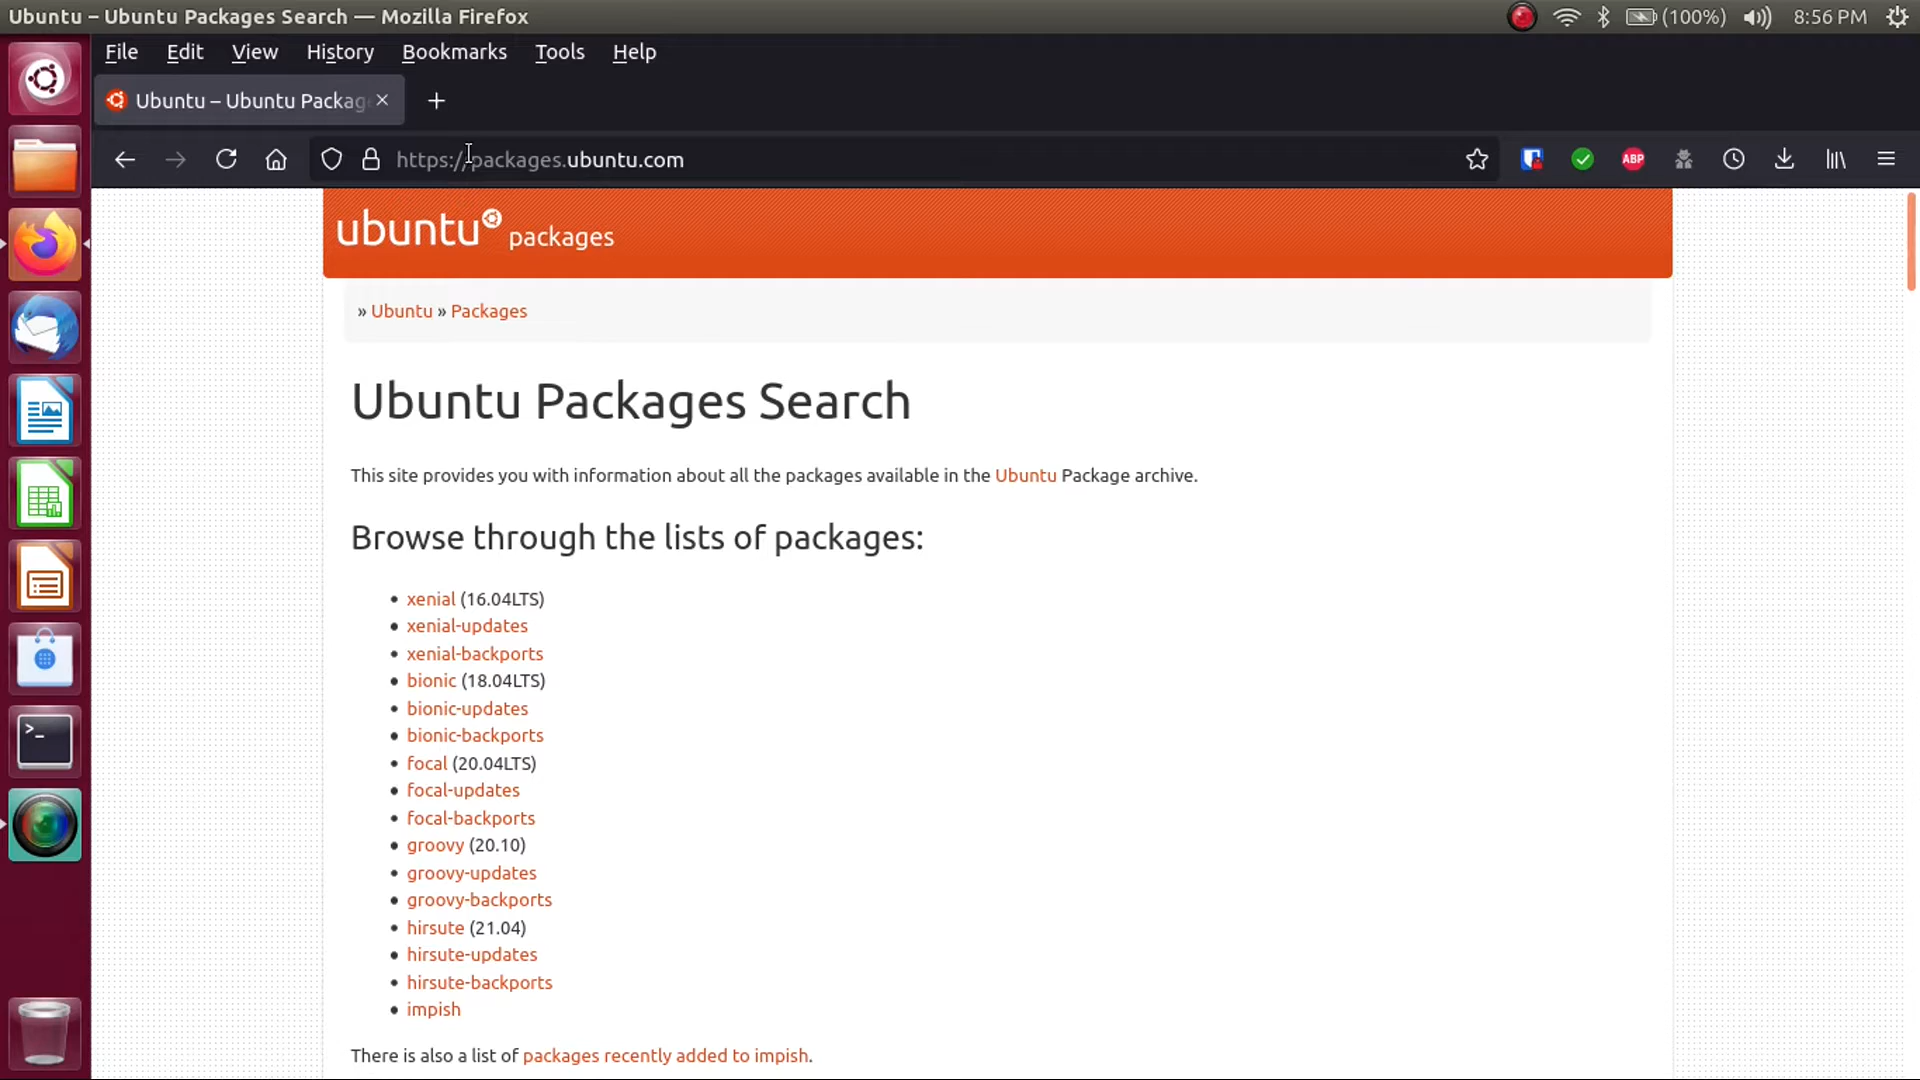 Ubuntu – Ubuntu Packages Search — Mozilla Firefox
(100%)
8:56 PM
File Edit View History Bookmarks Tools Help
Ubuntu – Ubuntu Packag
https://packages.ubuntu.com
ABP
ubuntu packages
» Ubuntu » Packages
Ubuntu Packages Search
This site provides you with information about all the packages available in the Ubuntu Package archive.
Browse through the lists of packages:
• xenial (16.04LTS)
• xenial-updates
• xenial-backports
• bionic (18.04LTS)
• bionic-updates
• bionic-backports
• focal (20.04LTS)
• focal-updates
• focal-backports
• groovy (20.10)
• groovy-updates
• groovy-backports
• hirsute (21.04)
• hirsute-updates
• hirsute-backports
• impish
There is also a list of packages recently added to impish.